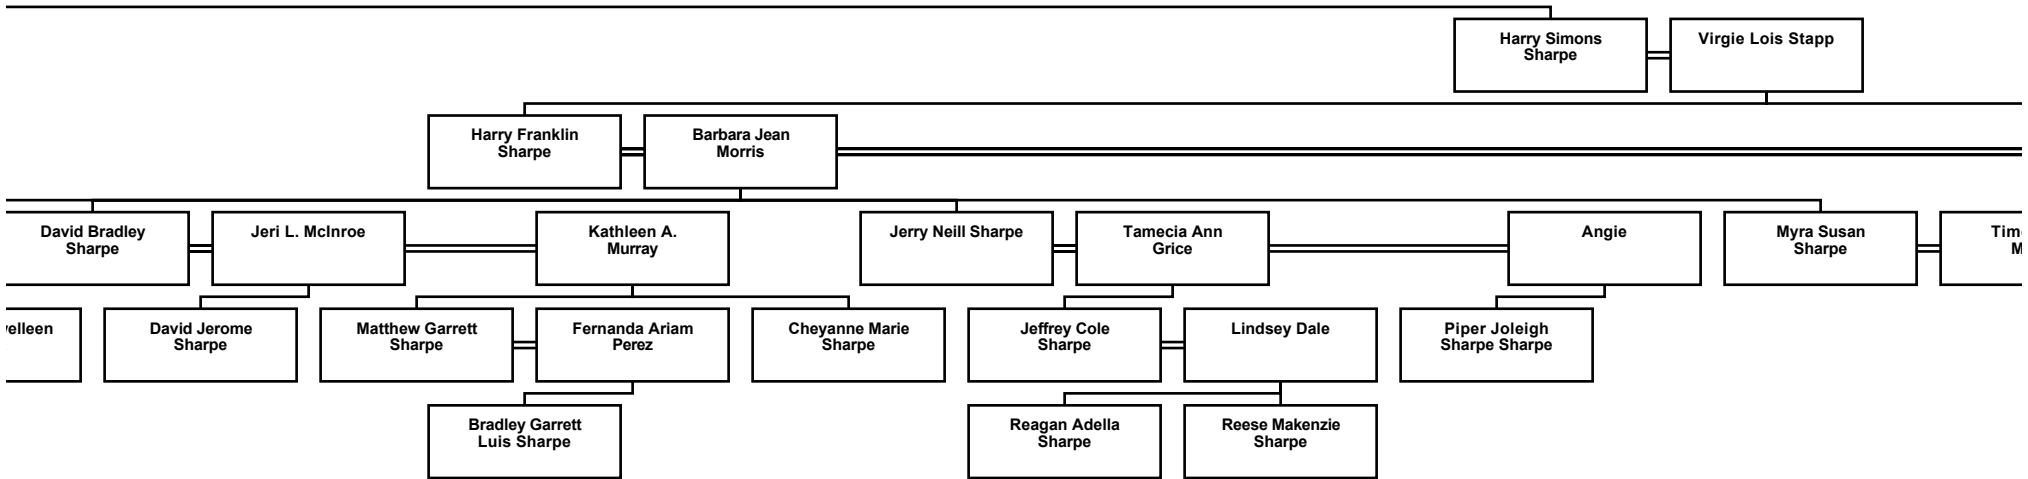 Harry Simons
Sharpe
Virgie Lois Stapp
Harry Franklin
Sharpe
Barbara Jean
Morris
David Bradley
Sharpe
Jeri L. McInroe
Kathleen A.
Murray
Jerry Neill Sharpe
Tamecia Ann
Grice
Angie
Myra Susan
Sharpe
David Jerome
Sharpe
Matthew Garrett
Sharpe
Fernanda Ariam
Perez
Cheyanne Marie
Sharpe
Jeffrey Cole
Sharpe
Lindsey Dale
Piper Joleigh
Sharpe Sharpe
Bradley Garrett
Luis Sharpe
Reagan Adella
Sharpe
Reese Makenzie
Sharpe